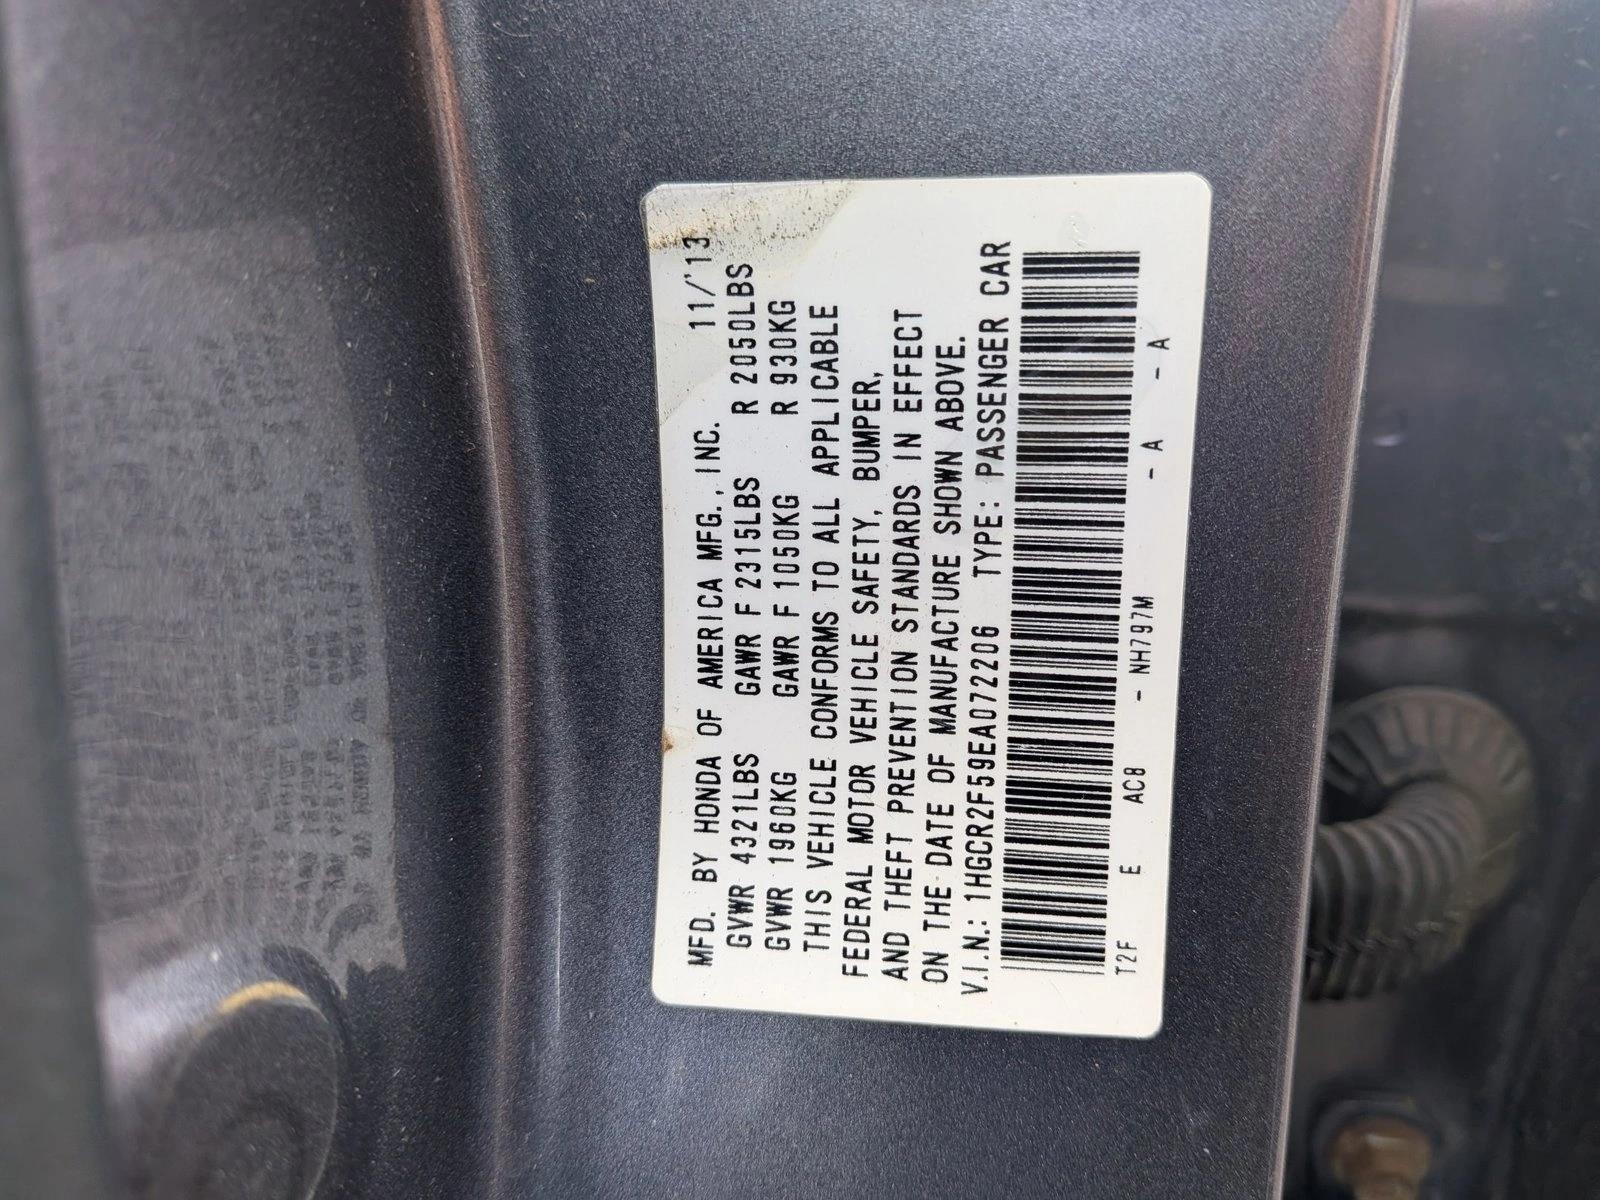 MFD. BY HONDA OF AMERICA MFG., INC. 11/'13
GVWR 4321LBS GAWR F 2315LBS R 2050LBS
GVWR 1960KG GAWR F 1050KG R 930KG
THIS VEHICLE CONFORMS TO ALL APPLICABLE
FEDERAL MOTOR VEHICLE SAFETY, BUMPER,
AND THEFT PREVENTION STANDARDS IN EFFECT
ON THE DATE OF MANUFACTURE SHOWN ABOVE.
V.I.N.: 1HGCR2F59EA072206 TYPE: PASSENGER CAR
T2F E AC8 - NH797M - A - A